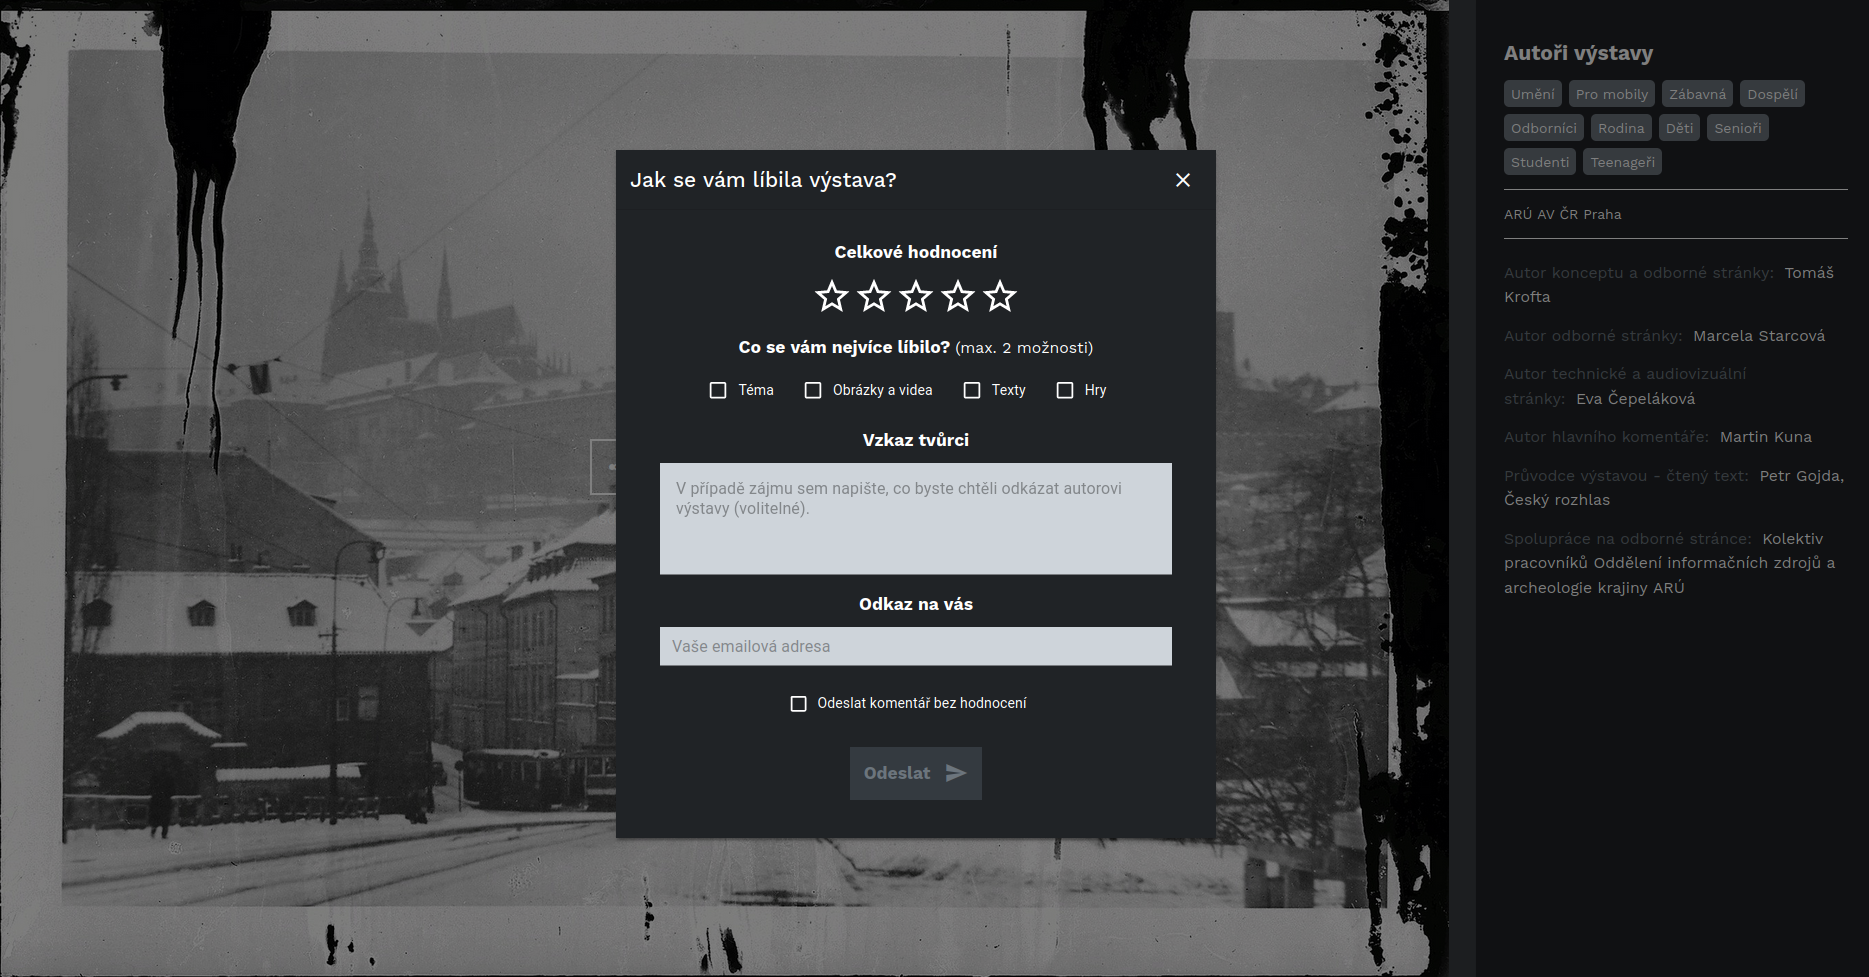 Jak se vám líbila výstava?
Celkové hodnocení
Co se vám nejvíce líbilo? (max. 2 možnosti)
Téma
Obrázky a videa
Texty
Hry
Vzkaz tvůrci
V případě zájmu sem napište, co byste chtěli odkázat autorovi
výstavy (volitelné).
Odkaz na vás
Vaše emailová adresa
Odeslat komentář bez hodnocení
Odeslat
Autoři výstavy
Umění
Pro mobily
Zábavná
Dospělí
Odborníci
Rodina
Děti
Senioři
Studenti
Teenageři
ARÚ AV ČR Praha
Autor konceptu a odborné stránky: Tomáš
Krofta
Autor odborné stránky: Marcela Starcová
Autor technické a audiovizuální
stránky: Eva Čepeláková
Autor hlavního komentáře: Martin Kuna
Průvodce výstavou - čtený text: Petr Gojda,
Český rozhlas
Spolupráce na odborné stránce: Kolektiv
pracovníků Oddělení informačních zdrojů a
archeologie krajiny ARÚ